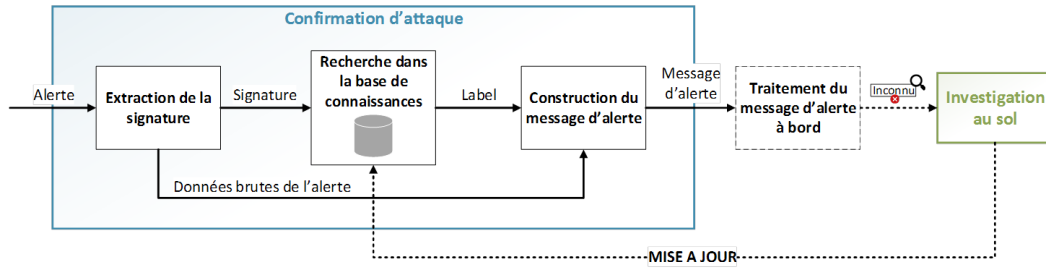 Confirmation d'attaque
Alerte
Extraction de la
signature
Signature
Recherche dans
la base de
connaissances
Label
Construction du
message d'alerte
Message
d'alerte
Traitement du
message d'alerte
à bord
Inconnu
Investigation
au sol
Données brutes de l'alerte
MISE A JOUR